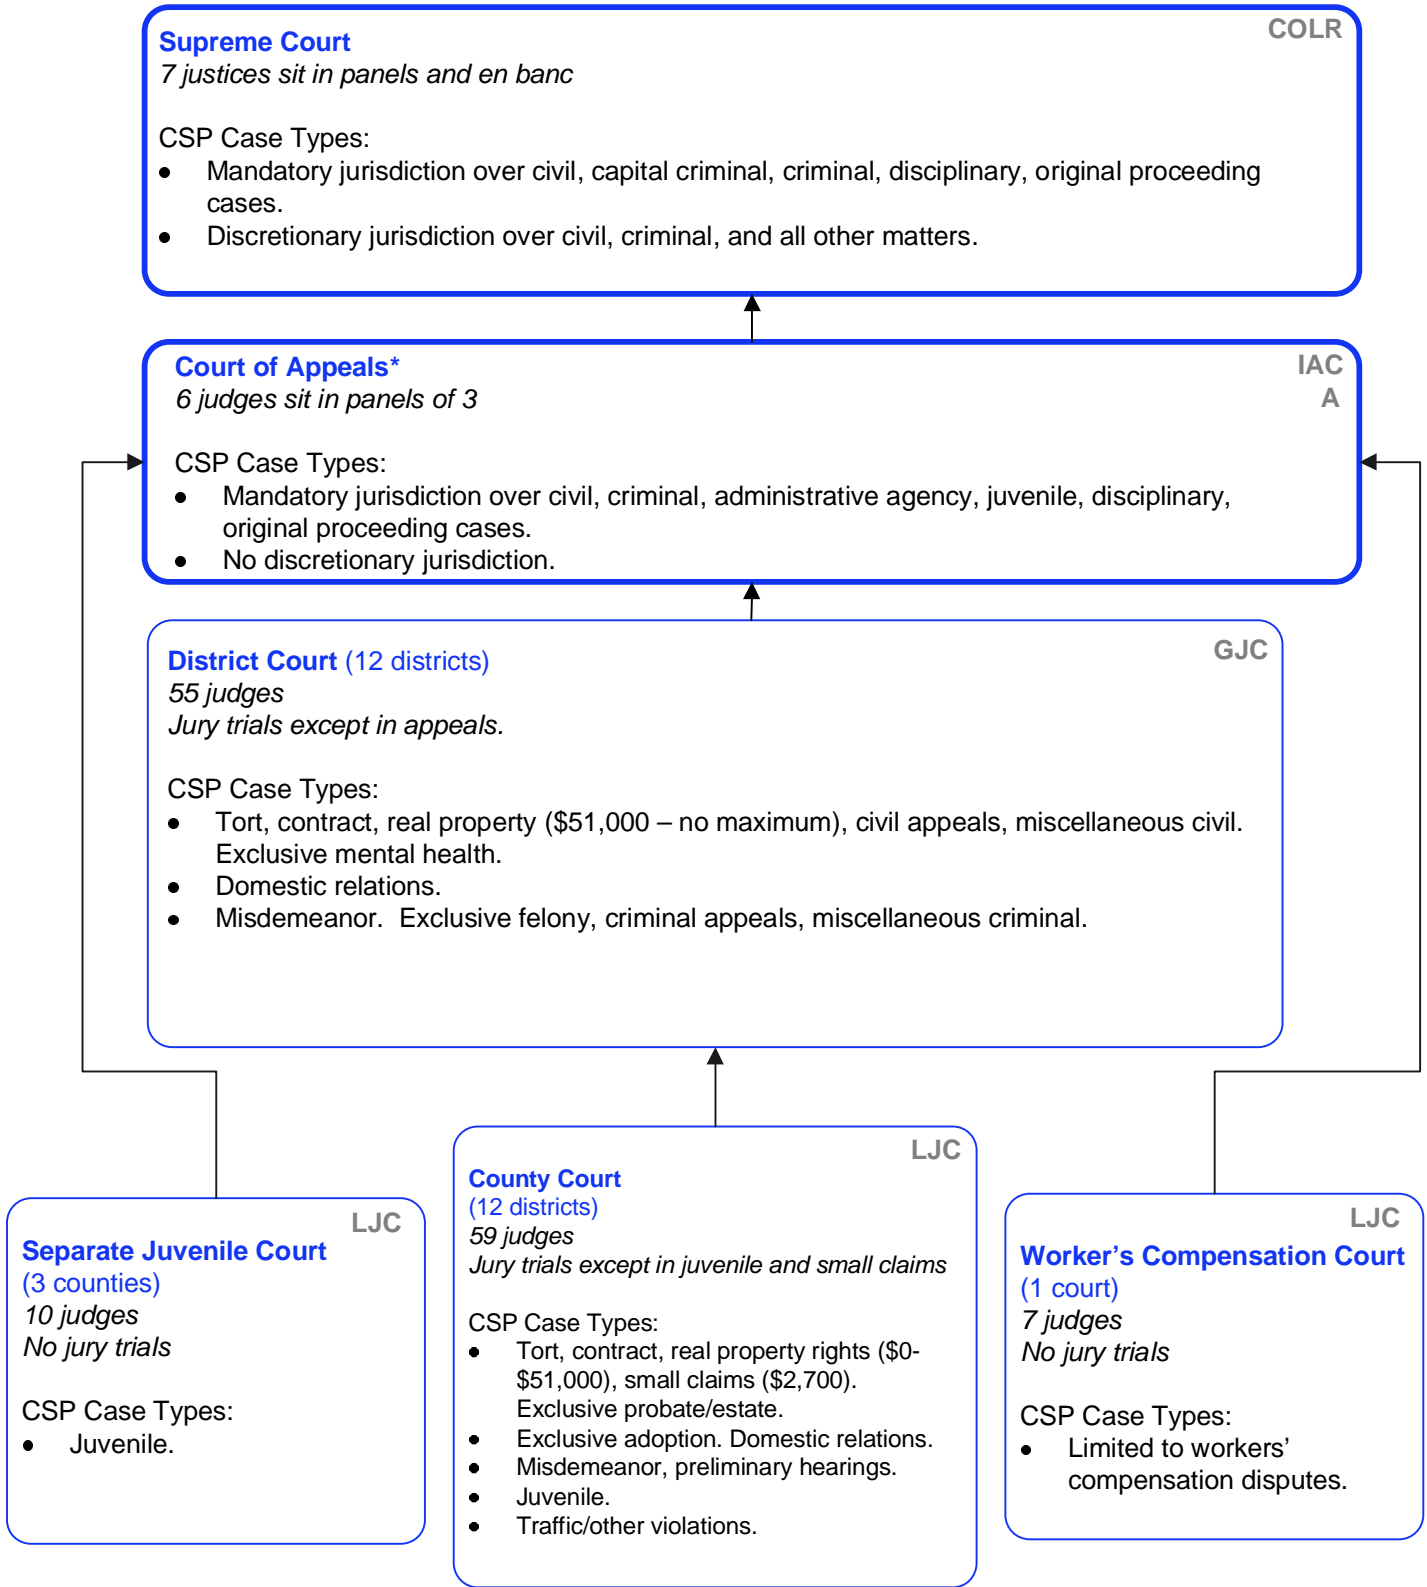 COLR
Supreme Court
7 justices sit in panels and en banc
CSP Case Types:
● Mandatory jurisdiction over civil, capital criminal, criminal, disciplinary, original proceeding
cases.
● Discretionary jurisdiction over civil, criminal, and all other matters.
IAC
Court of Appeals*
A
6 judges sit in panels of 3
CSP Case Types:
● Mandatory jurisdiction over civil, criminal, administrative agency, juvenile, disciplinary,
original proceeding cases.
● No discretionary jurisdiction.
GJC
District Court (12 districts)
55 judges
Jury trials except in appeals.
CSP Case Types:
● Tort, contract, real property ($51,000 – no maximum), civil appeals, miscellaneous civil.
Exclusive mental health.
● Domestic relations.
● Misdemeanor.  Exclusive felony, criminal appeals, miscellaneous criminal.
LJC
Separate Juvenile Court
(3 counties)
10 judges
No jury trials
CSP Case Types:
● Juvenile.
LJC
County Court
(12 districts)
59 judges
Jury trials except in juvenile and small claims
CSP Case Types:
● Tort, contract, real property rights ($0-
$51,000), small claims ($2,700).
Exclusive probate/estate.
● Exclusive adoption. Domestic relations.
● Misdemeanor, preliminary hearings.
● Juvenile.
● Traffic/other violations.
LJC
Worker’s Compensation Court
(1 court)
7 judges
No jury trials
CSP Case Types:
● Limited to workers’
compensation disputes.